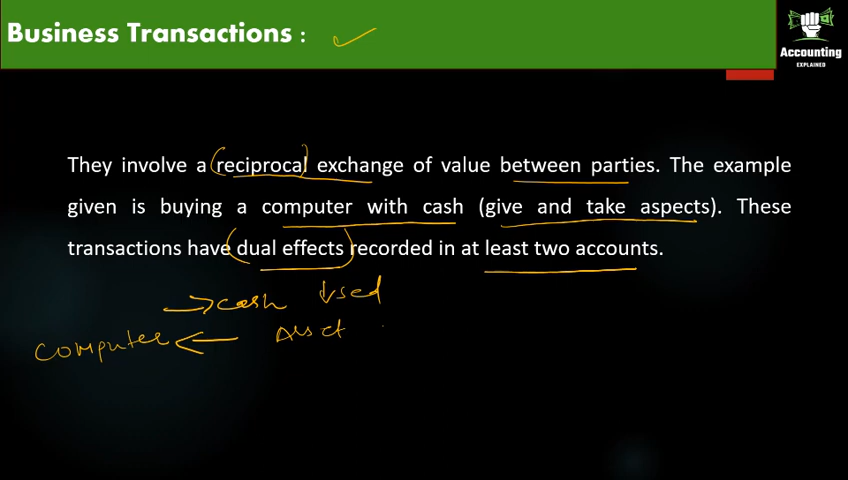 Business Transactions :
Accounting
EXPLAINED
They involve a reciprocal exchange of value between parties. The example
given is buying a computer with cash (give and take aspects). These
transactions have dual effects recorded in at least two accounts.
cash used
computer Asset